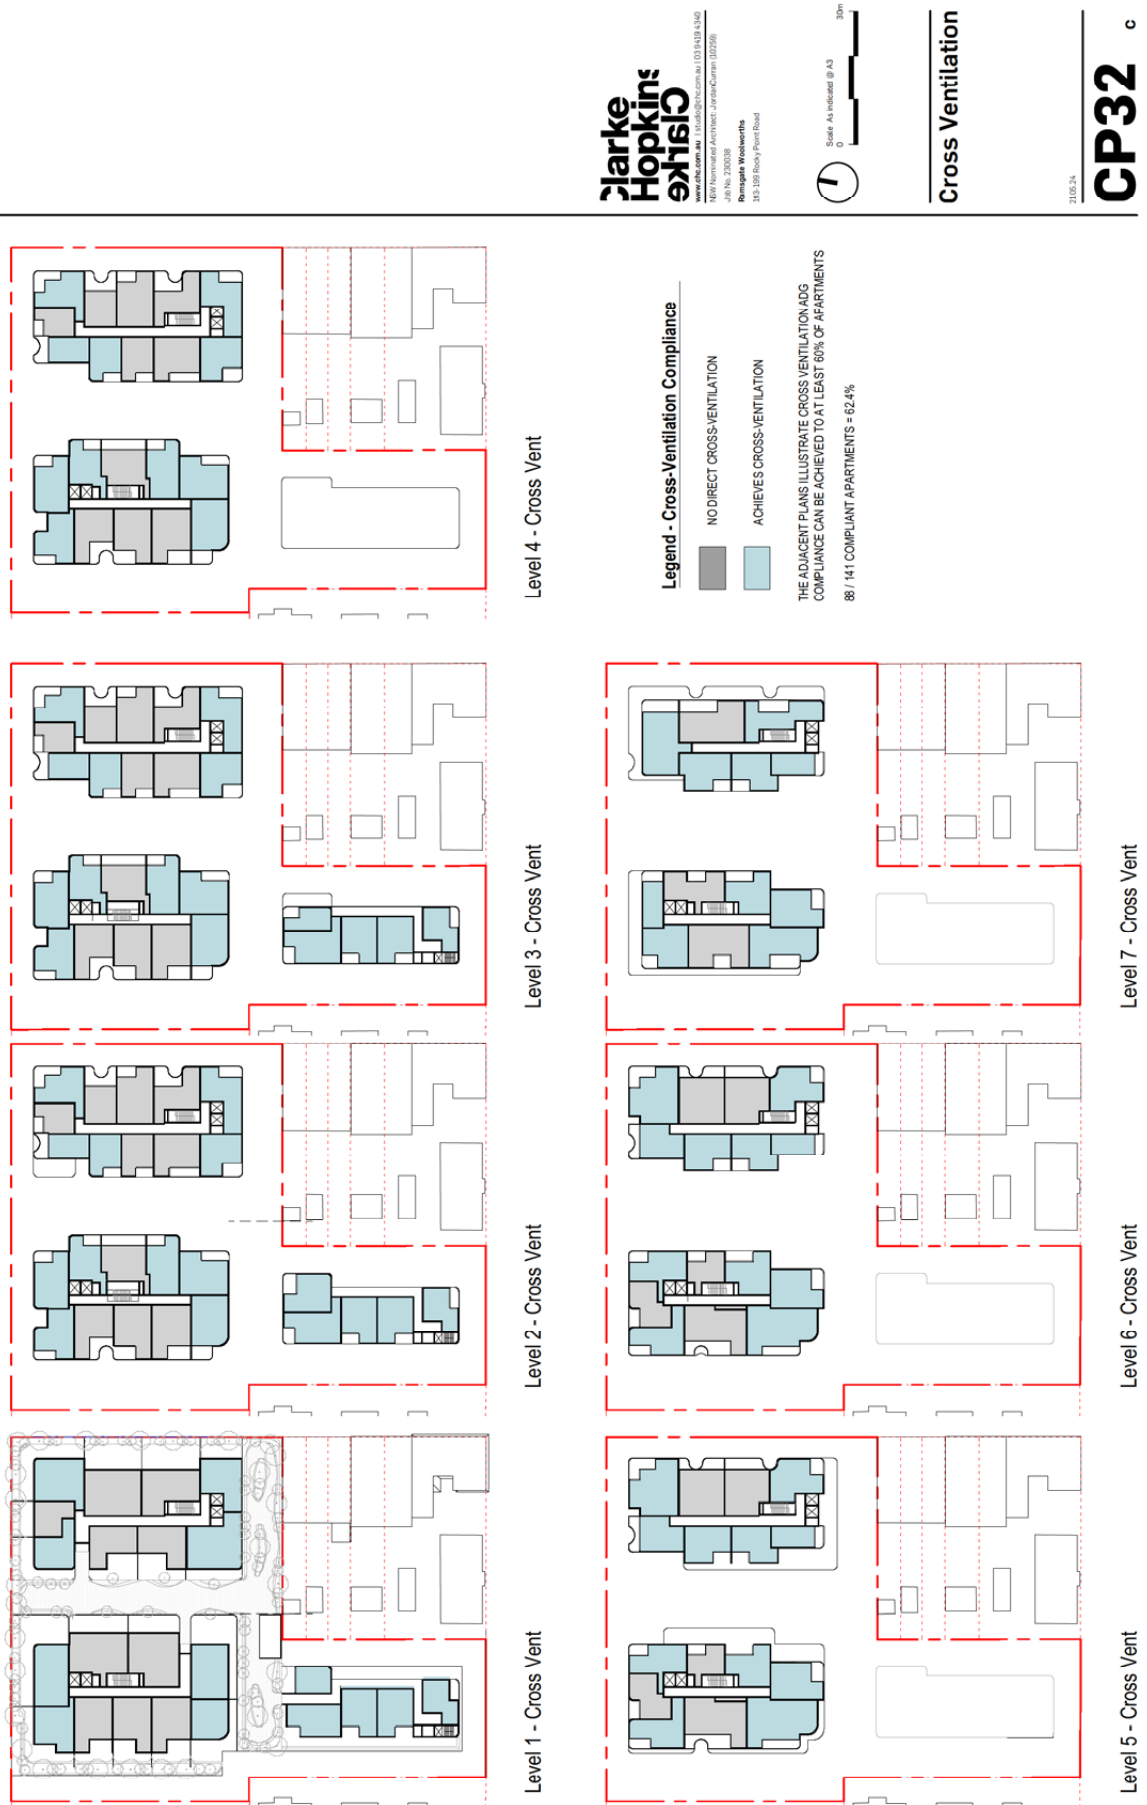 Level 1 - Cross Vent
Level 2 - Cross Vent
Level 3 - Cross Vent
Level 4 - Cross Vent
Level 5 - Cross Vent
Level 6 - Cross Vent
Level 7 - Cross Vent
Legend - Cross-Ventilation Compliance
NO DIRECT CROSS-VENTILATION
ACHIEVES CROSS-VENTILATION
THE ADJACENT PLANS ILLUSTRATE CROSS VENTILATION ADG
COMPLIANCE CAN BE ACHIEVED TO AT LEAST 60% OF APARTMENTS
88 / 141 COMPLIANT APARTMENTS = 62.4%
Clarke
Hopkins
Clarke
www.chc.com.au | studio@chc.com.au | 03 9419 4340
NSW Nominated Architect: Jordan Curran (10259)
Job No. 230038
Ramsgate Woolworths
193-199 Rocky Point Road
Scale As indicated @ A3
0 30m
Cross Ventilation
21.05.24
CP32 C